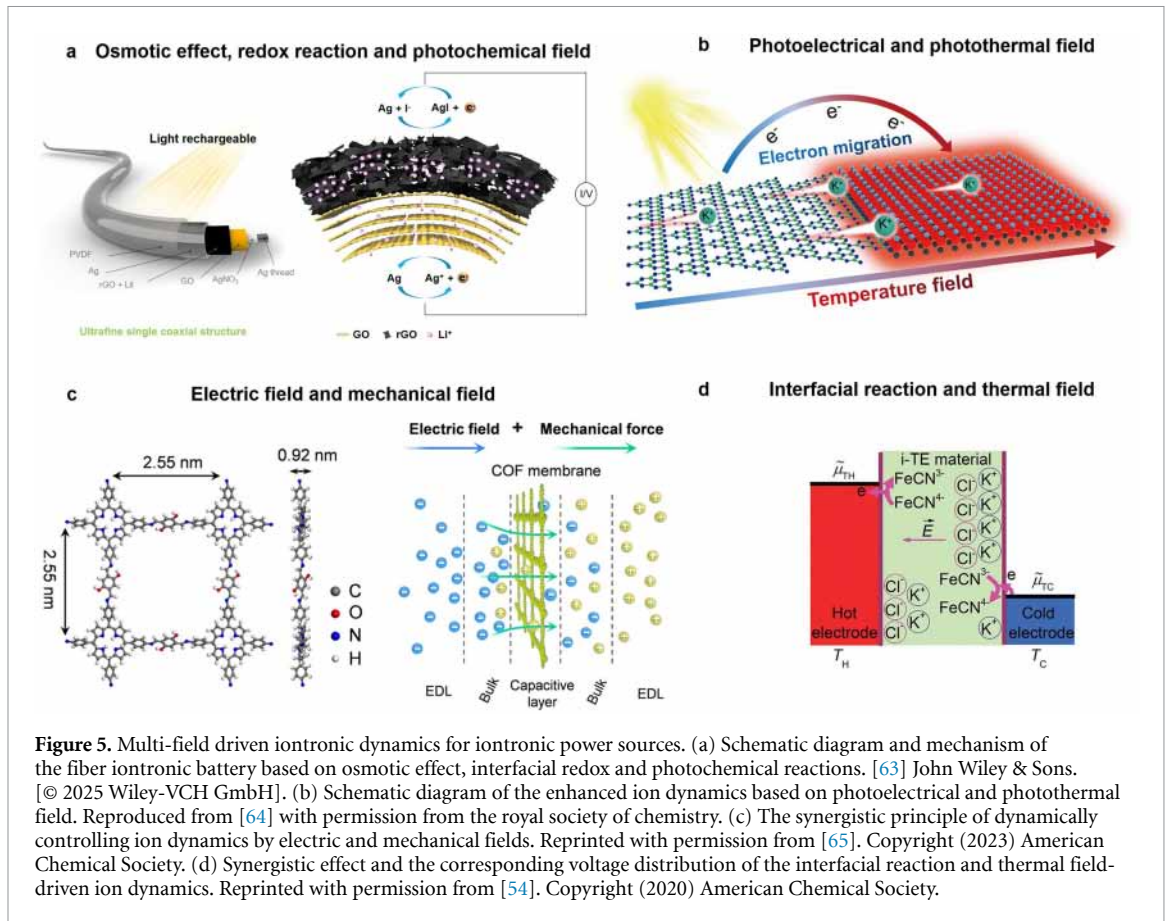 a Osmotic effect, redox reaction and photochemical field
Ag + I⁻ AgI + e⁻
Light rechargeable
I/V
PVDF
Ag
rGO + LiI
GO
AgNO₃
Ag thread
Ag Ag⁺ + e⁻
Ultrafine single coaxial structure
GO rGO Li⁺
b Photoelectrical and photothermal field
e⁻ e⁻ e⁻
Electron migration
K⁺ K⁺ K⁺ K⁺
Temperature field
c Electric field and mechanical field
2.55 nm
0.92 nm
2.55 nm
C
O
N
H
Electric field + Mechanical force
COF membrane
EDL Bulk Capacitive layer Bulk EDL
d Interfacial reaction and thermal field
i-TE material
μ̃TH
e
FeCN³⁻
FeCN⁴⁻
Cl⁻ K⁺
Cl⁻ K⁺
Cl⁻ K⁺
Cl⁻ K⁺
E
FeCN³⁻
e
μ̃TC
FeCN⁴⁻
Cl⁻ K⁺
Cl⁻ K⁺
Cl⁻
K⁺
Hot electrode
Cold electrode
TH
TC
Figure 5. Multi-field driven iontronic dynamics for iontronic power sources. (a) Schematic diagram and mechanism of
the fiber iontronic battery based on osmotic effect, interfacial redox and photochemical reactions. [63] John Wiley & Sons.
[© 2025 Wiley-VCH GmbH]. (b) Schematic diagram of the enhanced ion dynamics based on photoelectrical and photothermal
field. Reproduced from [64] with permission from the royal society of chemistry. (c) The synergistic principle of dynamically
controlling ion dynamics by electric and mechanical fields. Reprinted with permission from [65]. Copyright (2023) American
Chemical Society. (d) Synergistic effect and the corresponding voltage distribution of the interfacial reaction and thermal field-
driven ion dynamics. Reprinted with permission from [54]. Copyright (2020) American Chemical Society.